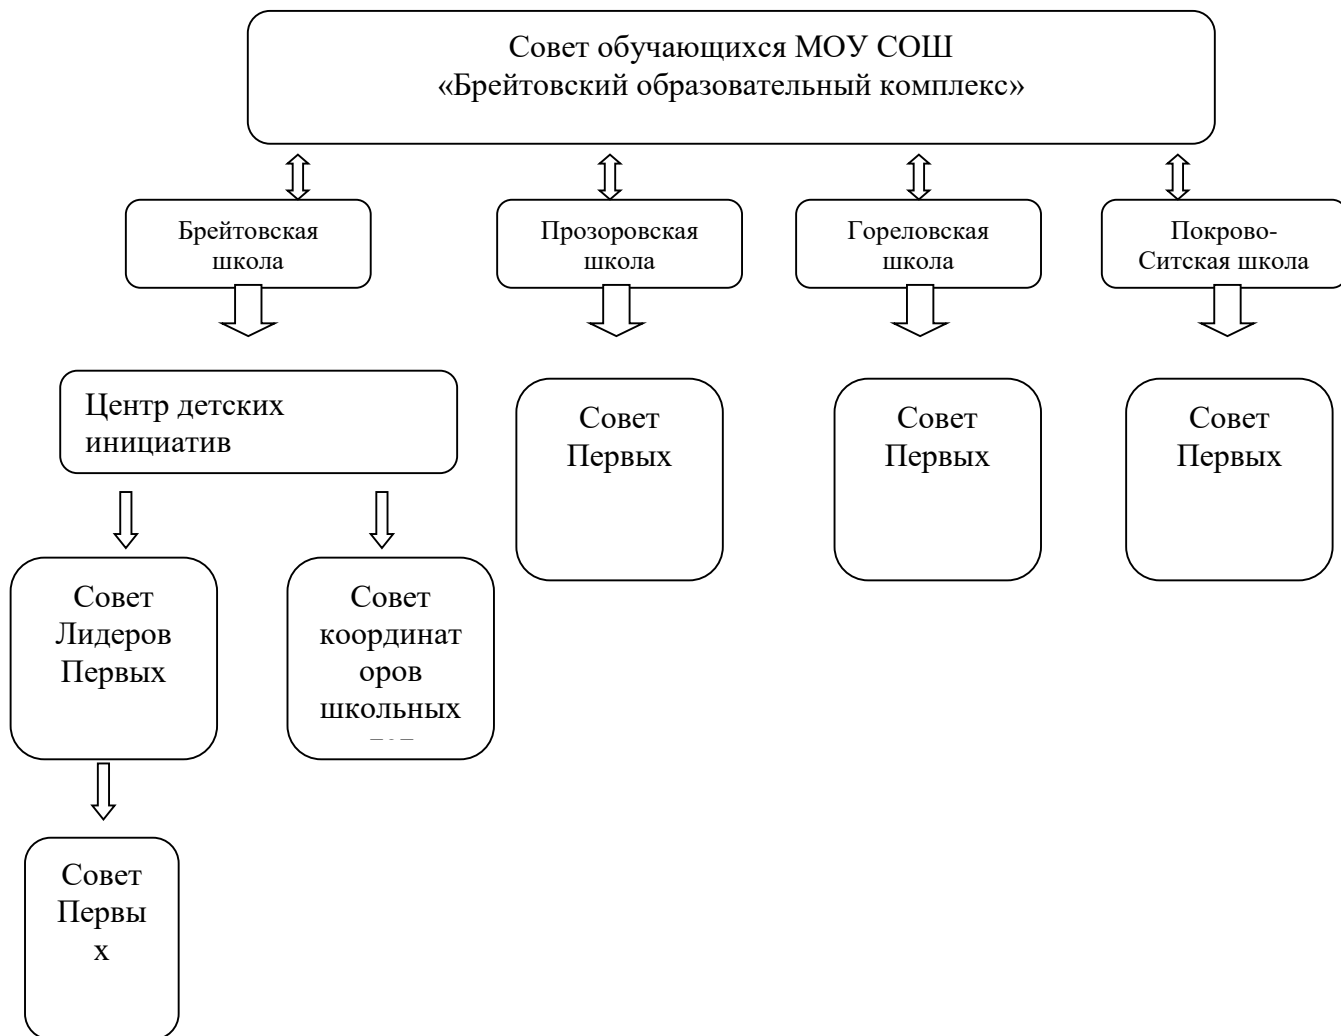 Совет обучающихся МОУ СОШ
«Брейтовский образовательный комплекс»
Брейтовская
школа
Прозоровская
школа
Гореловская
школа
Покрово-
Ситская школа
Центр детских
инициатив
Совет
Первых
Совет
Первых
Совет
Первых
Совет
Лидеров
Первых
Совет
координат
оров
школьных
Совет
Первы
х